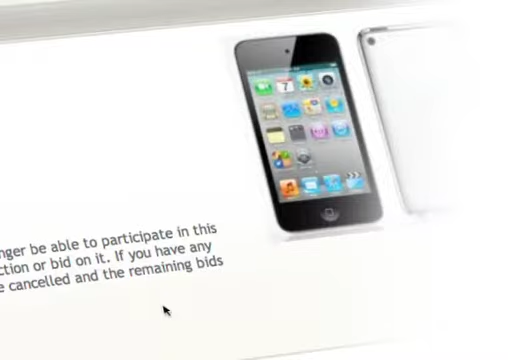 7
nger be able to participate in this
ction or bid on it. If you have any
e cancelled and the remaining bids